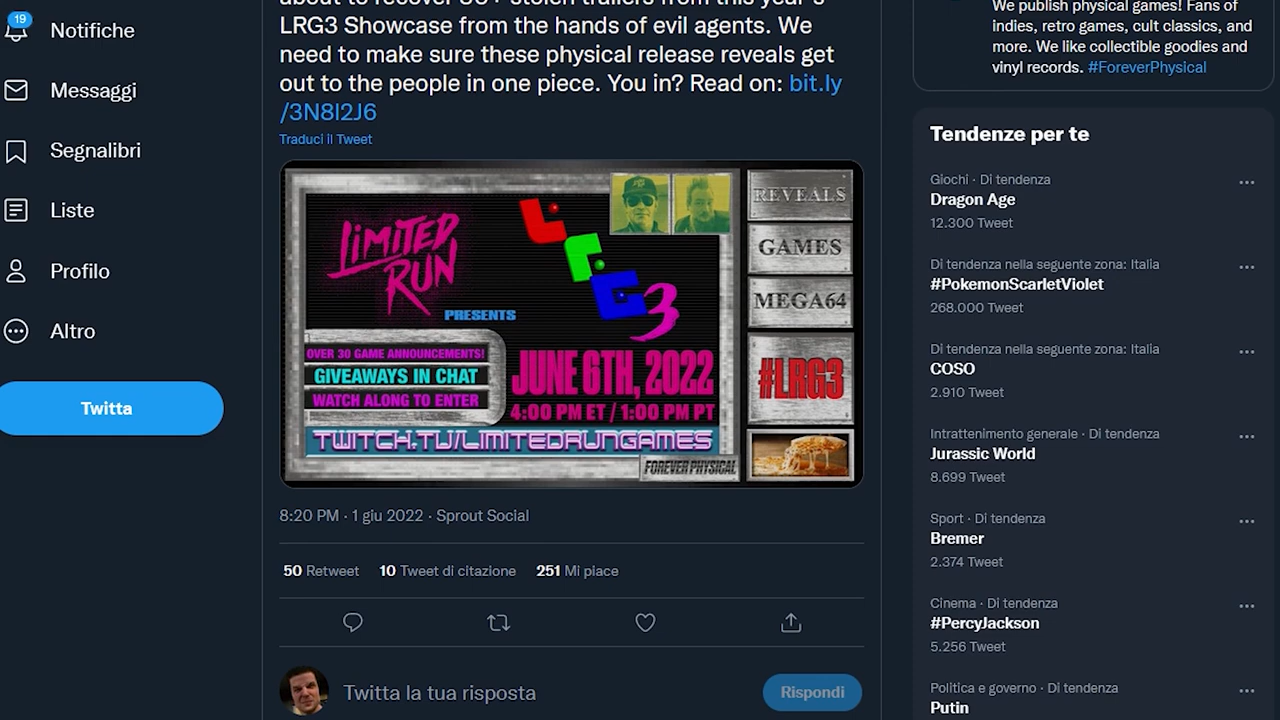 19
Notifiche
Messaggi
Segnalibri
Liste
Profilo
Altro
Twitta
LRG3 Showcase from the hands of evil agents. We
need to make sure these physical release reveals get
out to the people in one piece. You in? Read on: bit.ly
/3N8I2J6
Traduci il Tweet
LIMITED
RUN
PRESENTS
LRG3
OVER 30 GAME ANNOUNCEMENTS!
GIVEAWAYS IN CHAT
WATCH ALONG TO ENTER
JUNE 6TH, 2022
4:00 PM ET / 1:00 PM PT
TWITCH.TV/LIMITEDRUNGAMES
FOREVER PHYSICAL
REVEALS
GAMES
MEGA64
#LRG3
8:20 PM · 1 giu 2022 · Sprout Social
50 Retweet 10 Tweet di citazione 251 Mi piace
Twitta la tua risposta
Rispondi
We publish physical games! Fans of
indies, retro games, cult classics, and
more. We like collectible goodies and
vinyl records. #ForeverPhysical
Tendenze per te
Giochi · Di tendenza
Dragon Age
12.300 Tweet
Di tendenza nella seguente zona: Italia
#PokemonScarletViolet
268.000 Tweet
Di tendenza nella seguente zona: Italia
COSO
2.910 Tweet
Intrattenimento generale · Di tendenza
Jurassic World
8.699 Tweet
Sport · Di tendenza
Bremer
2.374 Tweet
Cinema · Di tendenza
#PercyJackson
5.256 Tweet
Politica e governo · Di tendenza
Putin